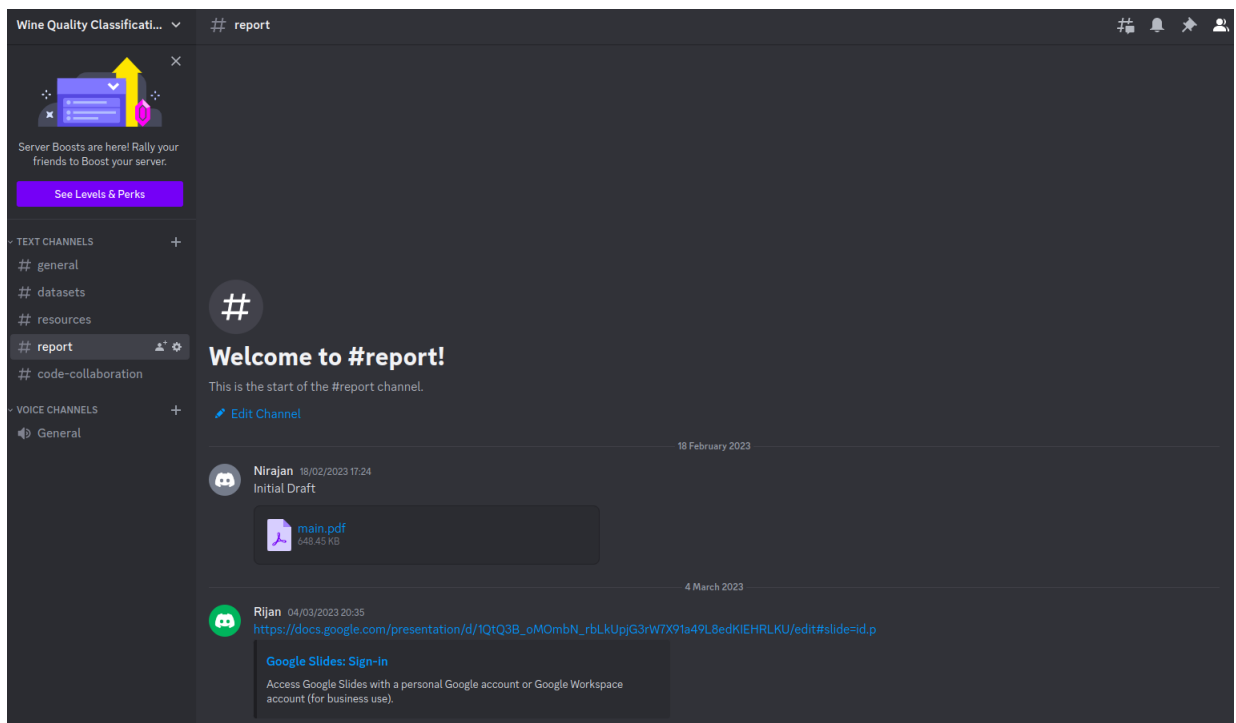 Wine Quality Classificati...
# report
Server Boosts are here! Rally your
friends to Boost your server.
See Levels & Perks
TEXT CHANNELS
# general
# datasets
# resources
# report
# code-collaboration
VOICE CHANNELS
General
#
Welcome to #report!
This is the start of the #report channel.
Edit Channel
18 February 2023
Nirajan 18/02/2023 17:24
Initial Draft
main.pdf
648.45 KB
4 March 2023
Rijan 04/03/2023 20:35
https://docs.google.com/presentation/d/1QtQ3B_oMOmbN_rbLkUpjG3rW7X91a49L8edKIEHRLKU/edit#slide=id.p
Google Slides: Sign-in
Access Google Slides with a personal Google account or Google Workspace
account (for business use).